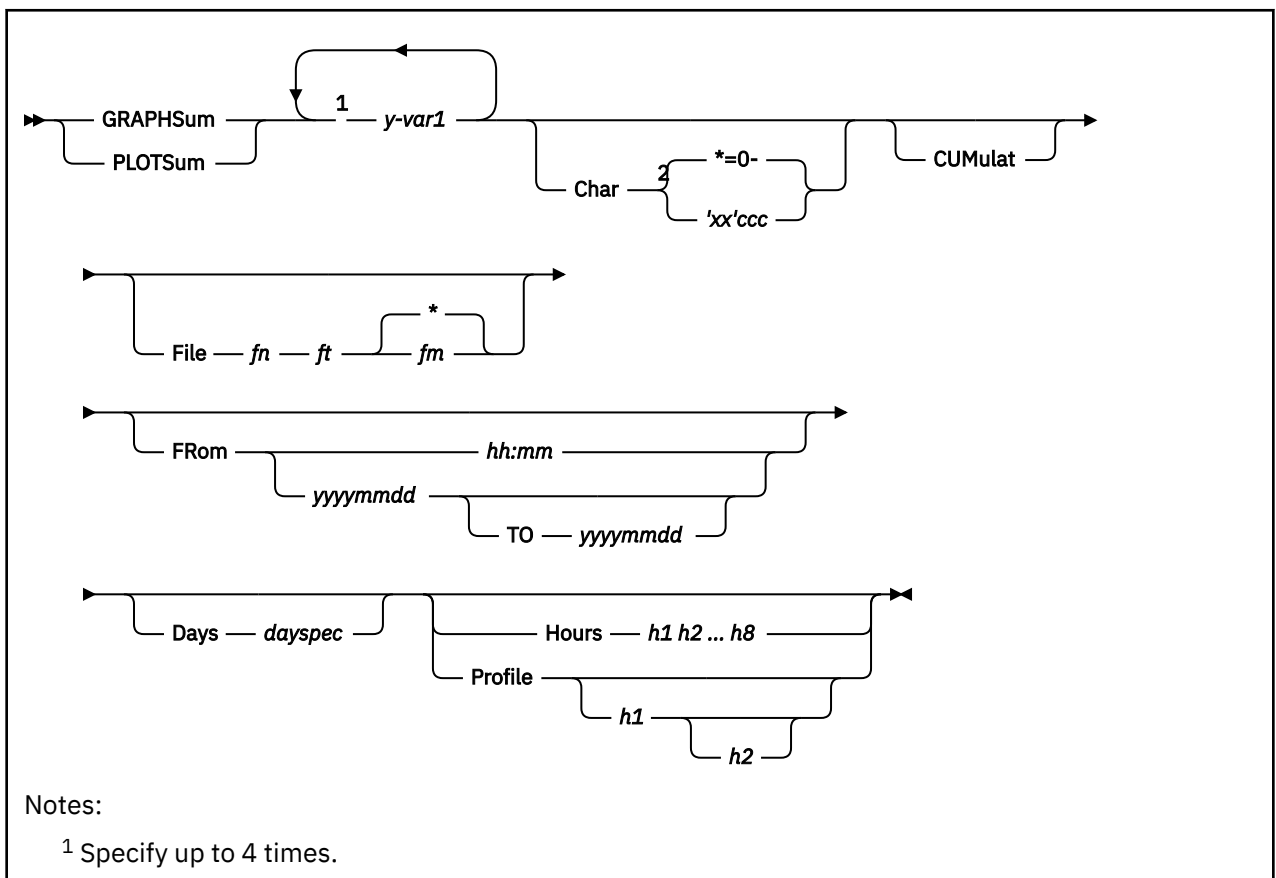 1
GRAPHSum y-var1
PLOTSum
*=0-
CUMulat
2
Char
'xx'ccc
*
File fn ft fm
FRom hh:mm
yyyymmdd
TO yyyymmdd
Days dayspec Hours h1 h2 ... h8
Profile
h1
h2
Notes:
1 Specify up to 4 times.